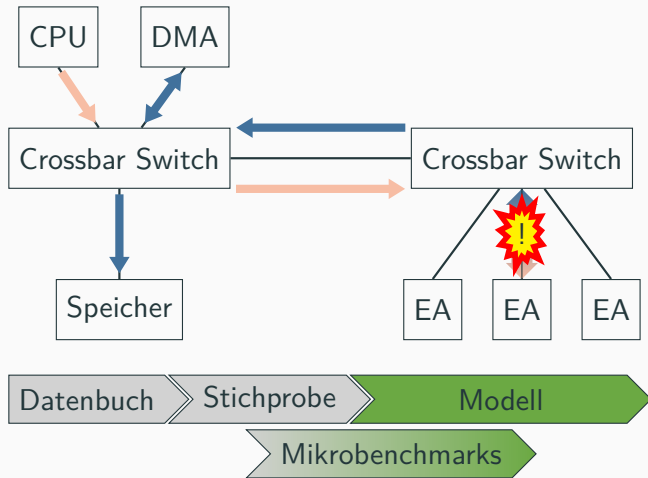 CPU DMA
Crossbar Switch Crossbar Switch
!
Speicher EA EA EA
Datenbuch Stichprobe Modell
Mikrobenchmarks